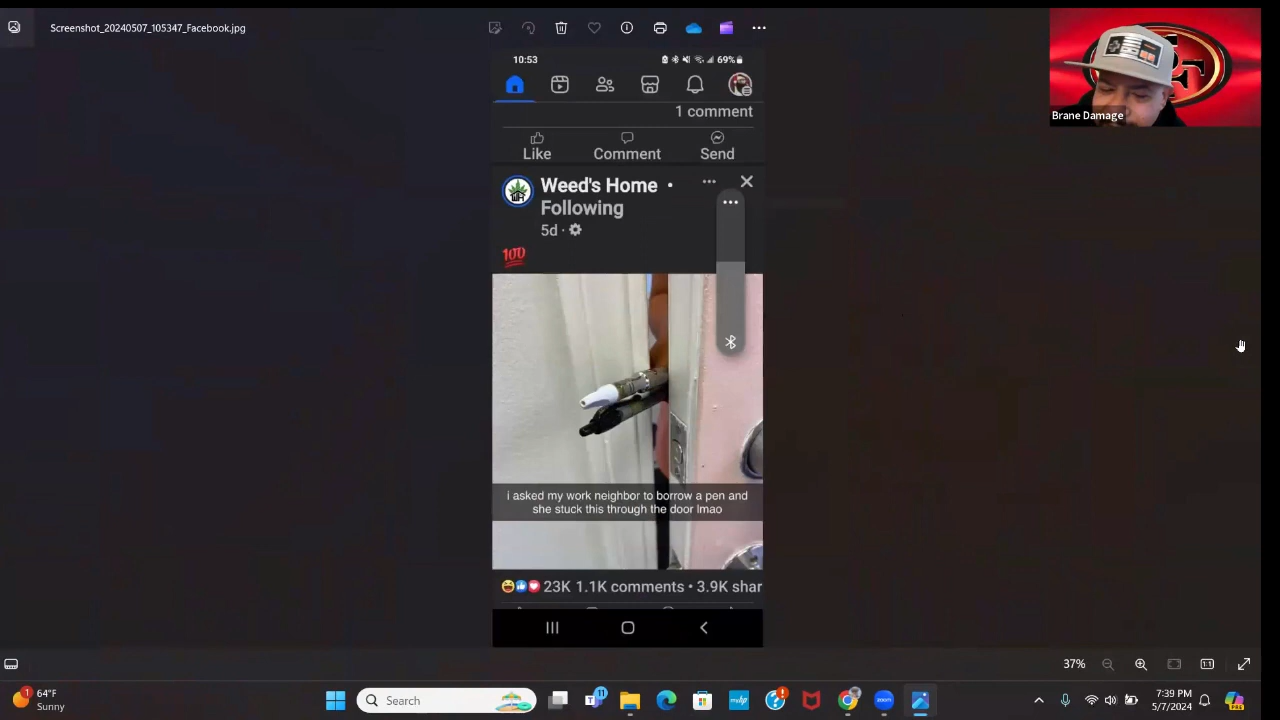 Screenshot_20240507_105347_Facebook.jpg
10:53
69%
1 comment
Like
Comment
Send
Weed's Home •
Following
5d ·
100
i asked my work neighbor to borrow a pen and
she stuck this through the door lmao
23K 1.1K comments • 3.9K shar
Brane Damage
37%
1
64°F
Sunny
Search
11
7:39 PM
5/7/2024